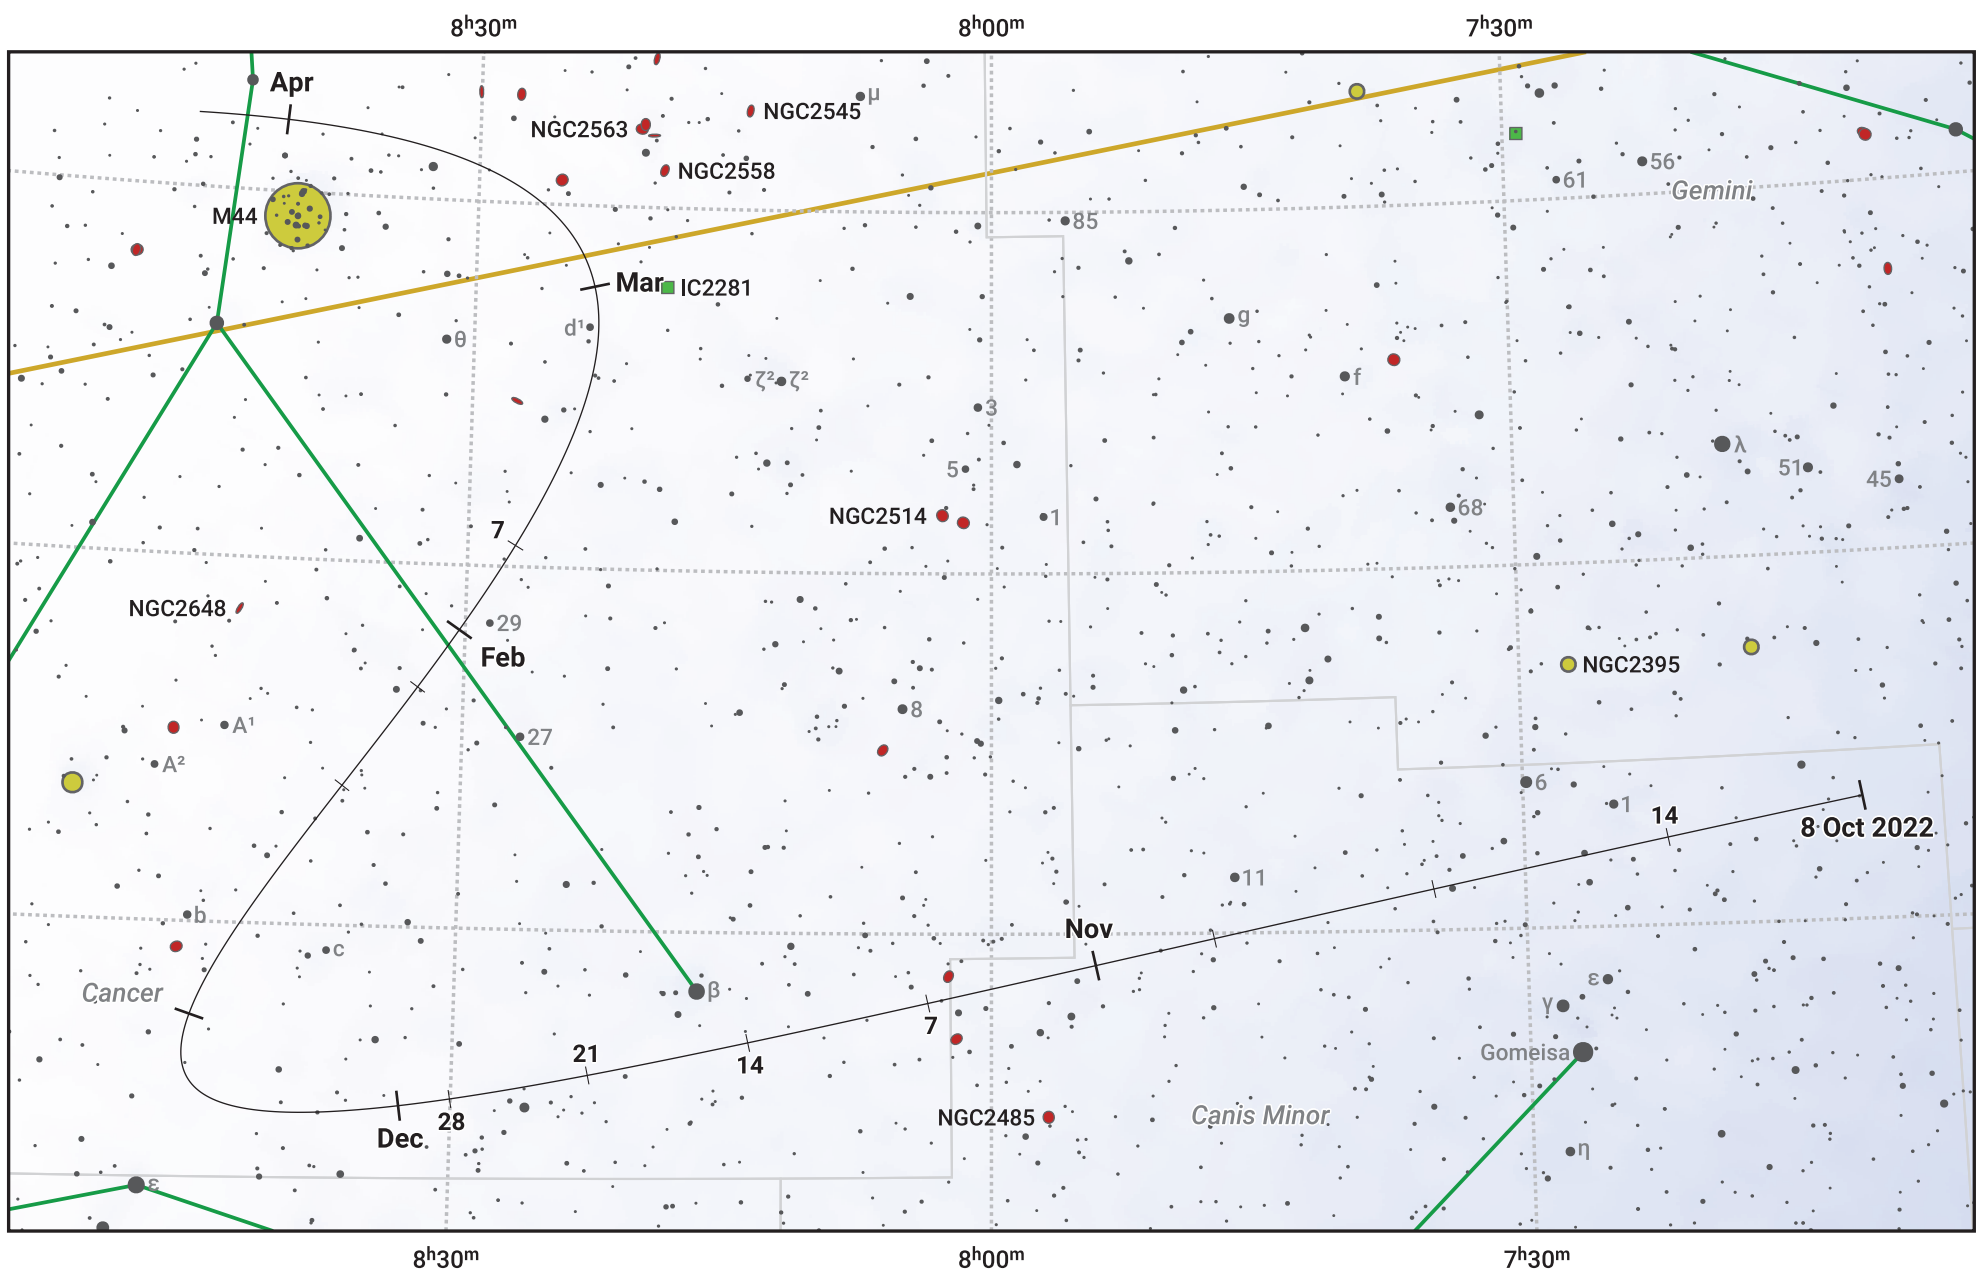 8ʰ30ᵐ
8ʰ00ᵐ
7ʰ30ᵐ
Apr
μ
NGC2545
NGC2563
56
NGC2558
61
Gemini
M44
85
Mar
IC2281
g
d¹
θ
f
ζ²
ζ²
3
λ
51
5
45
68
NGC2514
1
7
NGC2648
29
Feb
NGC2395
8
A¹
27
A²
6
1
14
8 Oct 2022
11
b
Nov
c
ε
Cancer
β
γ
7
21
Gomeisa
14
28
NGC2485
Canis Minor
Dec
η
ε
8ʰ30ᵐ
8ʰ00ᵐ
7ʰ30ᵐ